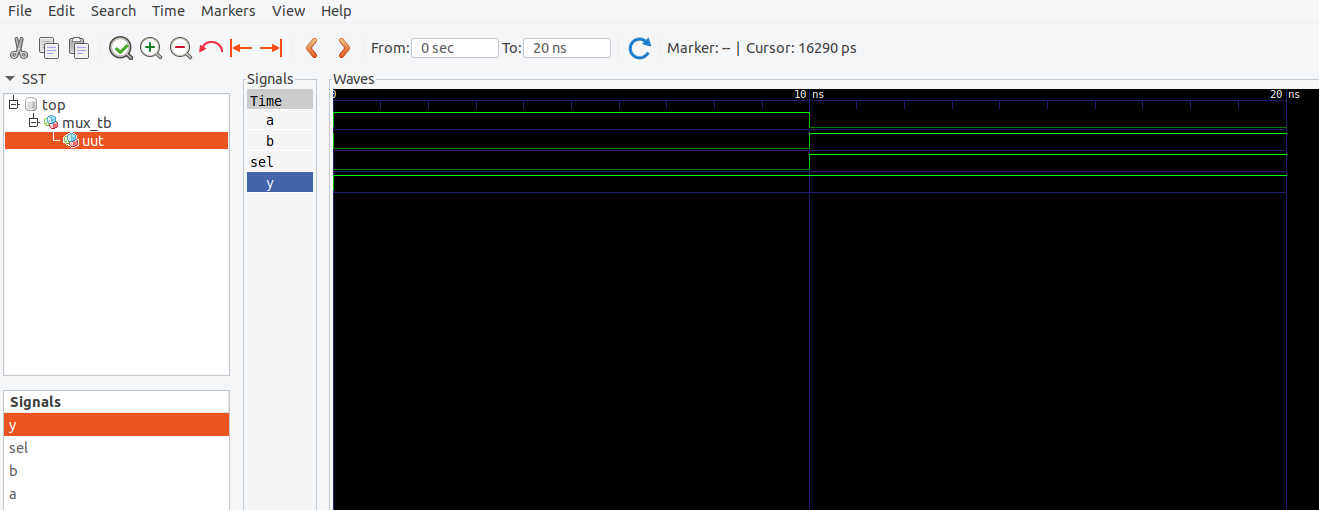 File Edit Search Time Markers View Help
From: 0 sec To: 20 ns Marker: -- | Cursor: 16290 ps
SST
top
mux_tb
uut
Signals
y
sel
b
a
Signals
Time
a
b
sel
y
Waves
0 10 ns 20 ns